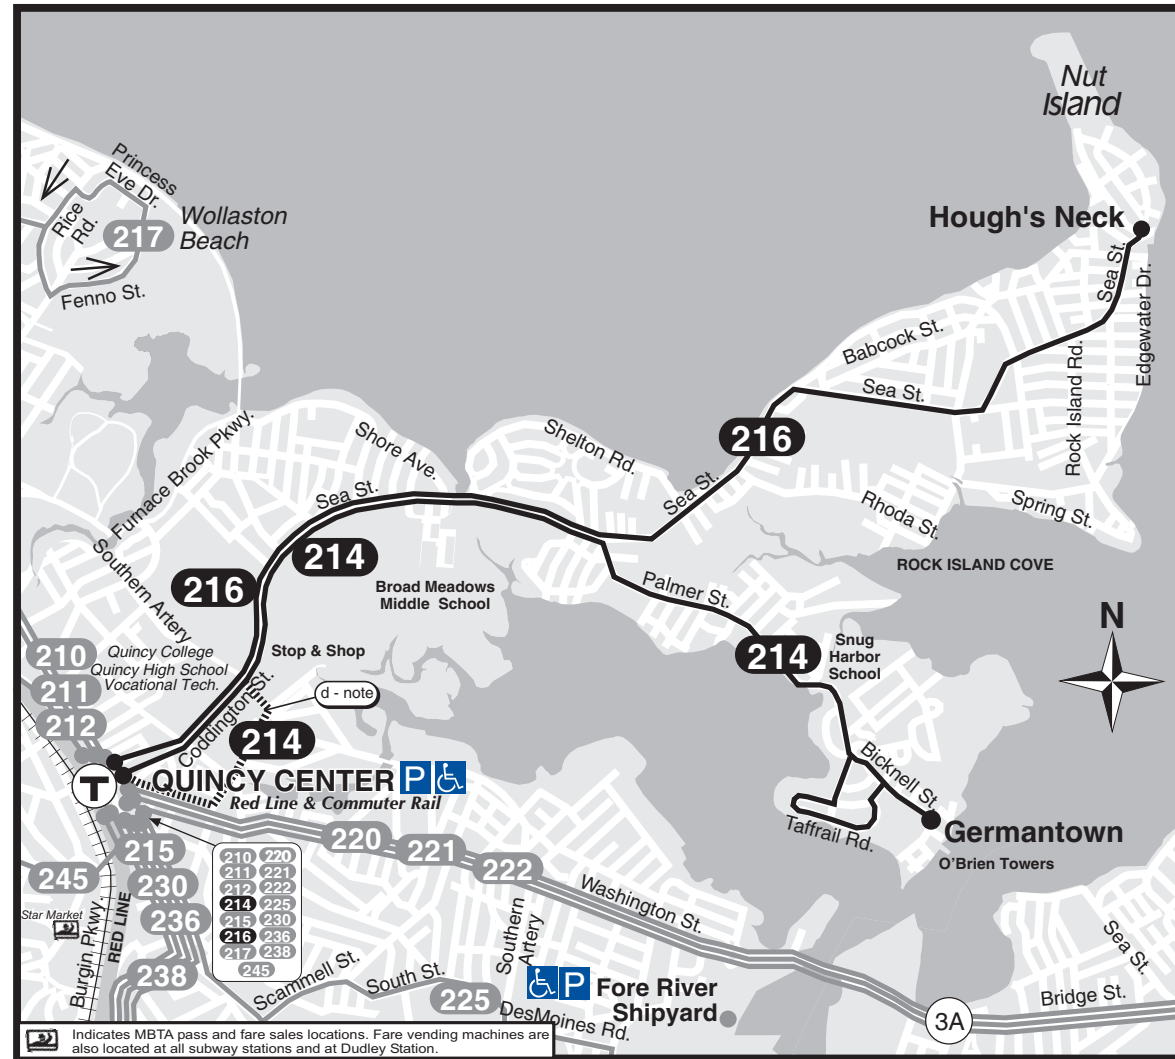 Nut
Island
Princess
Eve Dr.
Rice
Rd.
217
Wollaston
Beach
Fenno St.
Hough's Neck
Sea St.
Edgewater Dr.
Babcock St.
Sea St.
Rock Island Rd.
216
Shelton Rd.
Shore Ave.
S. Furnace Brook Pkwy.
Sea St.
Sea St.
Rhoda St.
Spring St.
Southern Artery
214
216
Broad Meadows
Middle School
ROCK ISLAND COVE
Palmer St.
N
210
211
212
Quincy College
Quincy High School
Vocational Tech.
Stop & Shop
214
Snug
Harbor
School
d - note
Coddington St.
214
T
QUINCY CENTER P
Red Line & Commuter Rail
Bicknell St.
Taffrail Rd.
Germantown
O'Brien Towers
220
221
222
215
230
236
238
245
Star Market
Burgin Pkwy.
RED LINE
210 220
211 221
212 222
214 225
215 230
216 236
217 238
245
Washington St.
Southern
Artery
Scammell St.
South St.
225
P
Fore River
Shipyard
DesMoines Rd.
3A
Sea St.
Bridge St.
Indicates MBTA pass and fare sales locations. Fare vending machines are
also located at all subway stations and at Dudley Station.